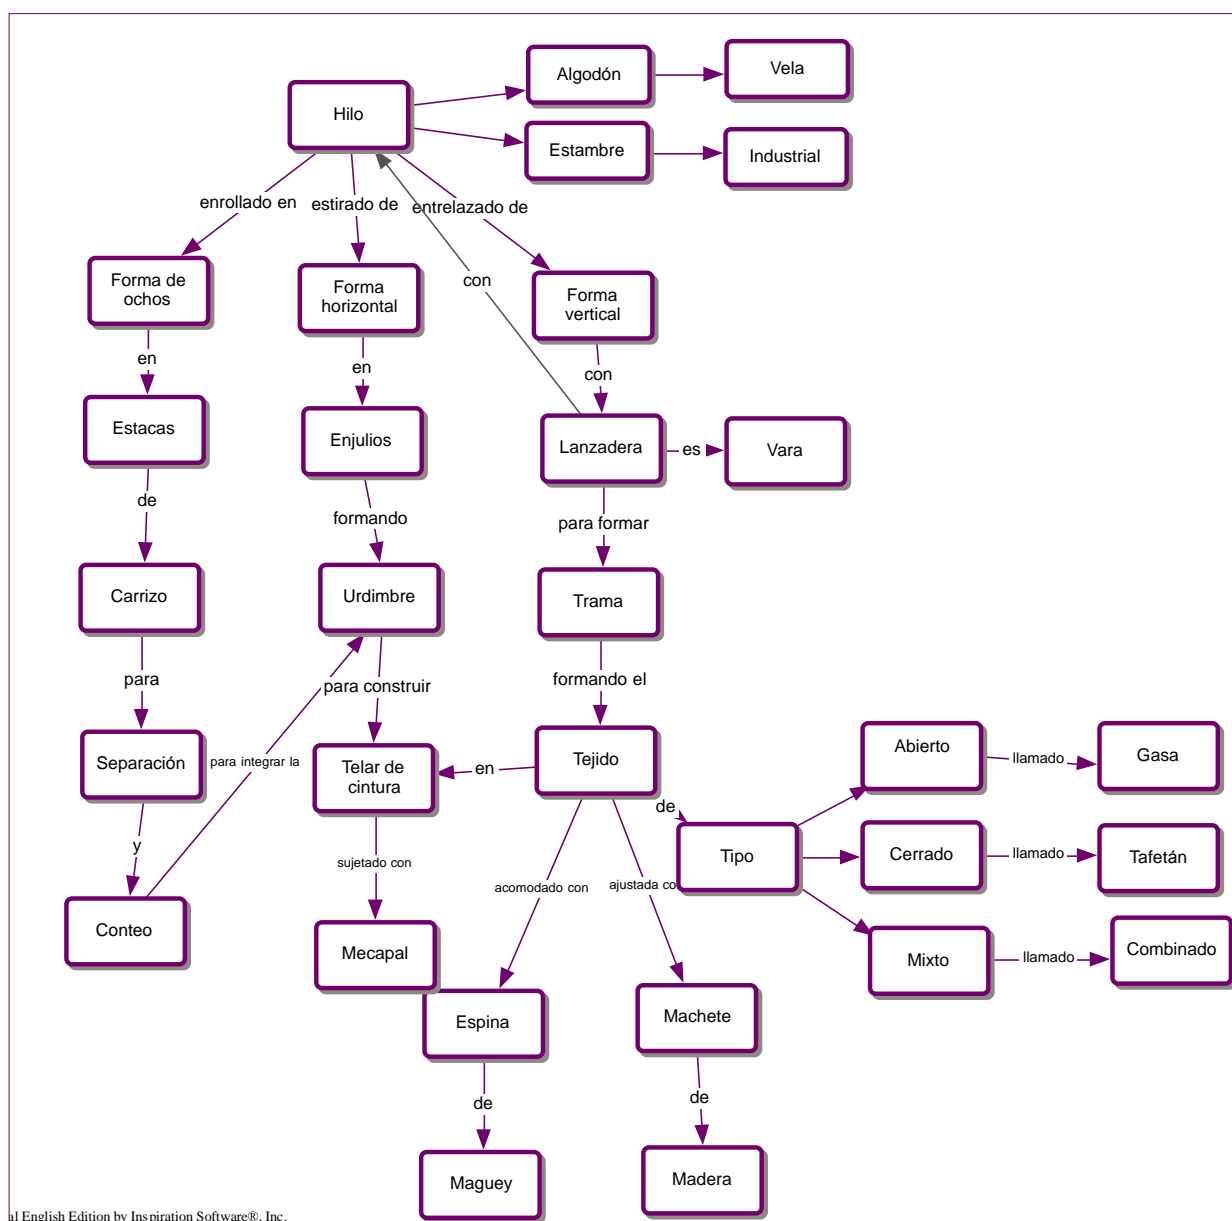 Algodón
Vela
Hilo
Estambre
Industrial
enrollado en
estirado de
entrelazado de
Forma de
ochos
Forma
horizontal
con
Forma
vertical
en
en
con
Estacas
Enjulios
Lanzadera
es
Vara
de
formando
para formar
Carrizo
Urdimbre
Trama
para
para construir
formando el
Separación
para integrar la
Telar de
cintura
en
Tejido
de
Abierto
llamado
Gasa
y
sujetado con
acomodado con
ajustada co
Tipo
Cerrado
llamado
Tafetán
Conteo
Mecapal
Mixto
llamado
Combinado
Espina
Machete
de
de
Maguey
Madera
al English Edition by Inspiration Software®, Inc.